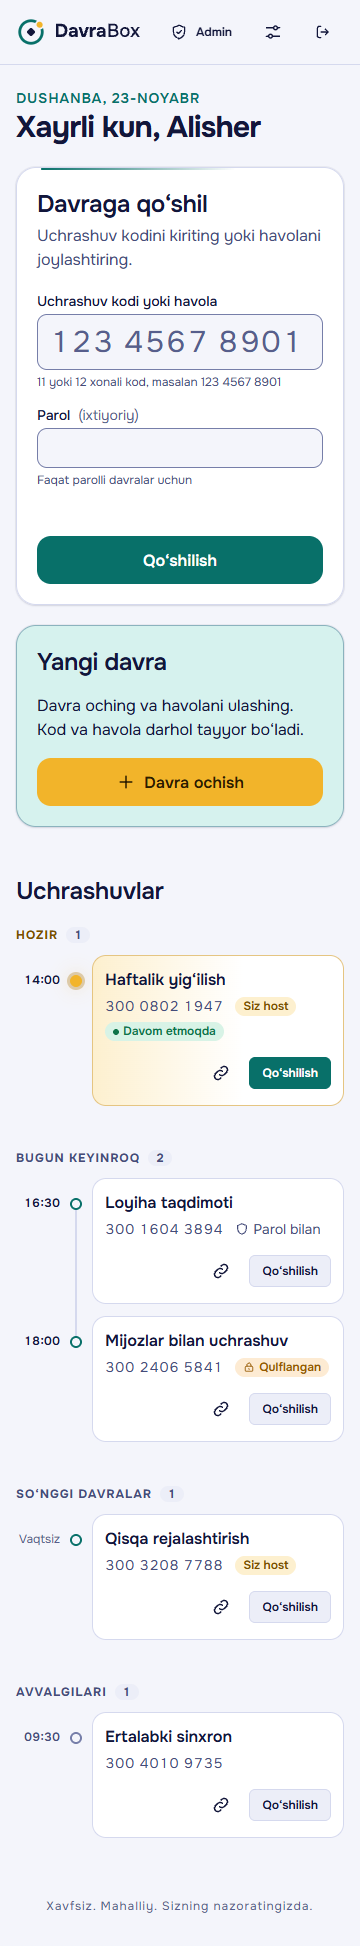 DavraBox
Admin
DUSHANBA, 23-NOYABR
Xayrli kun, Alisher
Davraga qo‘shil
Uchrashuv kodini kiriting yoki havolani
joylashtiring.
Uchrashuv kodi yoki havola
123 4567 8901
11 yoki 12 xonali kod, masalan 123 4567 8901
Parol (ixtiyoriy)
Faqat parolli davralar uchun
Qo‘shilish
Yangi davra
Davra oching va havolani ulashing.
Kod va havola darhol tayyor bo‘ladi.
+ Davra ochish
Uchrashuvlar
HOZIR 1
14:00
Haftalik yig‘ilish
300 0802 1947 Siz host
Davom etmoqda
Qo‘shilish
BUGUN KEYINROQ 2
16:30
Loyiha taqdimoti
300 1604 3894 Parol bilan
Qo‘shilish
18:00
Mijozlar bilan uchrashuv
300 2406 5841 Qulflangan
Qo‘shilish
SO‘NGGI DAVRALAR 1
Vaqtsiz
Qisqa rejalashtirish
300 3208 7788 Siz host
Qo‘shilish
AVVALGILARI 1
09:30
Ertalabki sinxron
300 4010 9735
Qo‘shilish
Xavfsiz. Mahalliy. Sizning nazoratingizda.